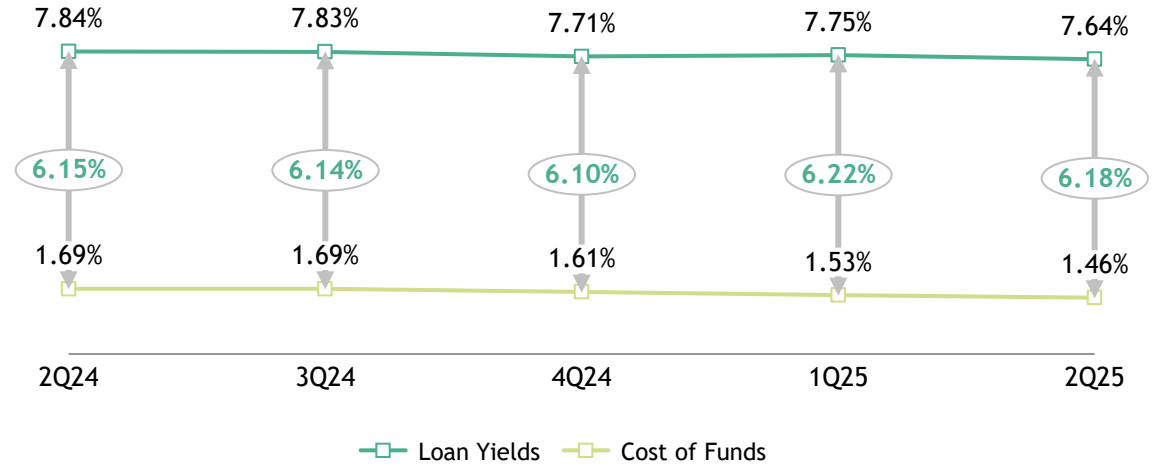 7.84% 7.83% 7.71% 7.75% 7.64%
6.15% 6.14% 6.10% 6.22% 6.18%
1.69% 1.69% 1.61% 1.53% 1.46%
2Q24 3Q24 4Q24 1Q25 2Q25
Loan Yields Cost of Funds